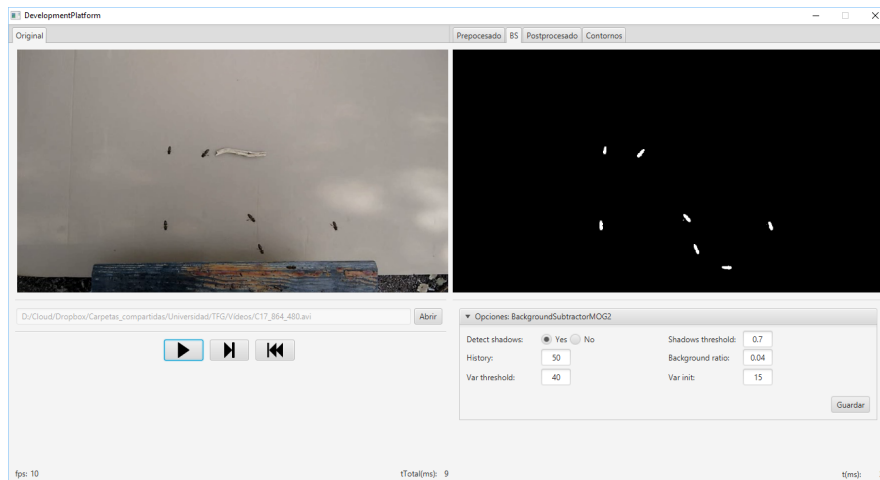 DevelopmentPlatform
Original
Prepocesado BS Postprocesado Contornos
D:/Cloud/Dropbox/Carpetas_compartidas/Universidad/TFG/Videos/C17_864_480.avi Abrir
Opciones: BackgroundSubtractorMOG2
Detect shadows: Yes No Shadows threshold: 0.7
History: 50 Background ratio: 0.04
Var threshold: 40 Var init: 15
Guardar
fps: 10 tTotal(ms): 9 t(ms):